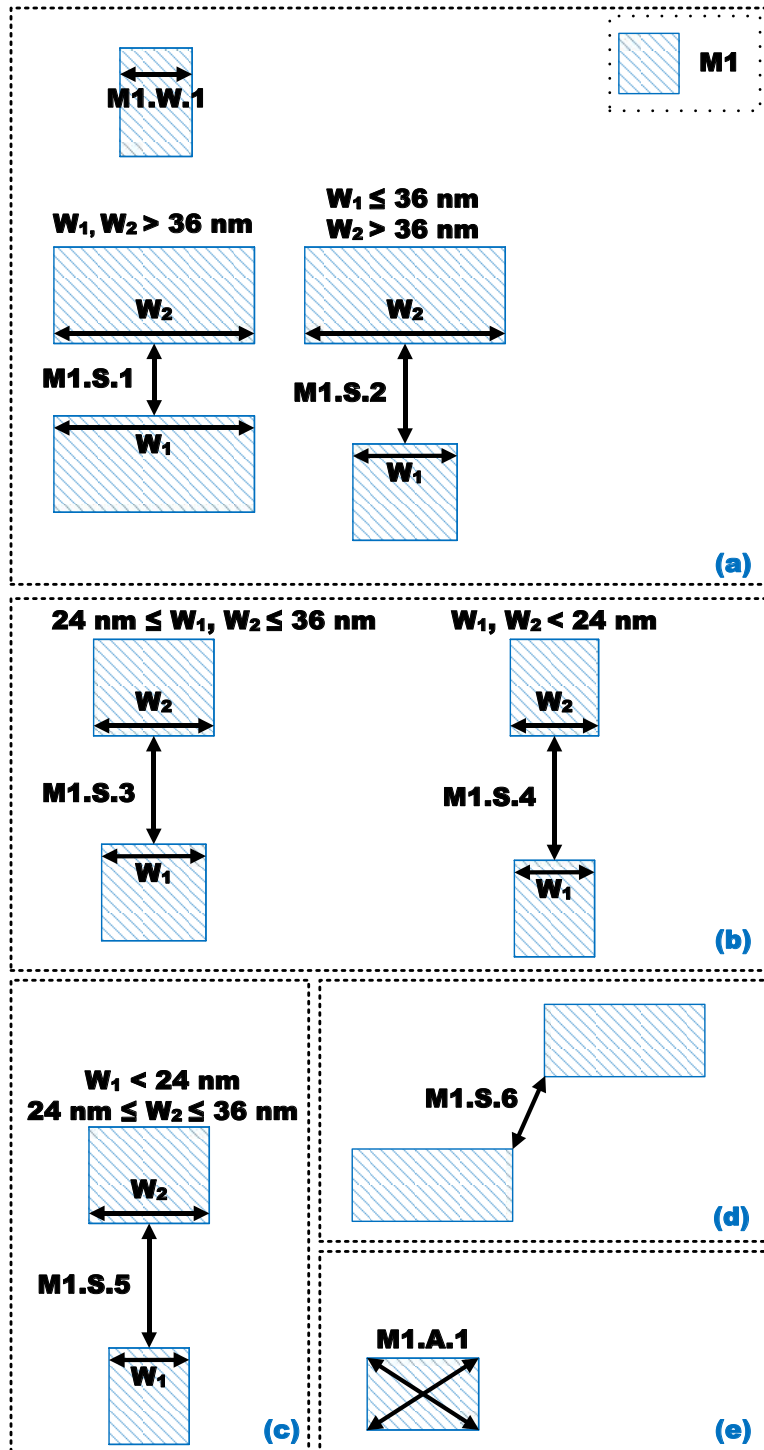 M1
M1.W.1
W₁, W₂ > 36 nm
W₁ ≤ 36 nm
W₂ > 36 nm
W₂
W₂
M1.S.1
M1.S.2
W₁
W₁
(a)
24 nm ≤ W₁, W₂ ≤ 36 nm
W₁, W₂ < 24 nm
W₂
W₂
M1.S.3
M1.S.4
W₁
W₁
(b)
W₁ < 24 nm
24 nm ≤ W₂ ≤ 36 nm
W₂
M1.S.5
W₁
(c)
M1.S.6
(d)
M1.A.1
(e)